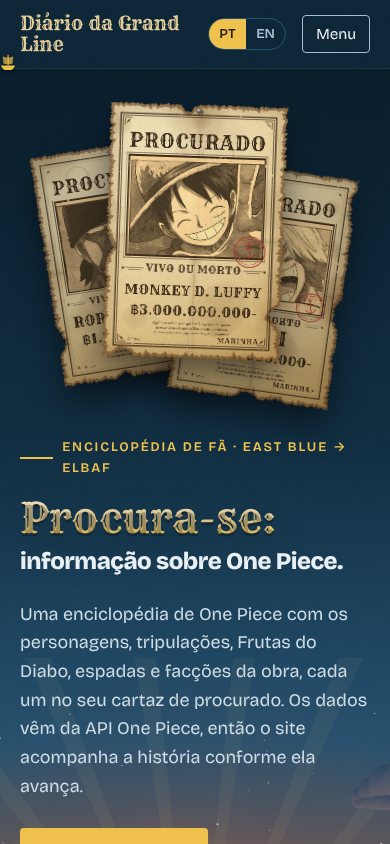 Diário da Grand
Line
PT EN
Menu
PROCURADO
VIVO OU MORTO
MONKEY D. LUFFY
฿3.000.000.000-
MARINHA
MARINHA
ENCICLOPÉDIA DE FÃ · EAST BLUE →
ELBAF
Procura-se:
informação sobre One Piece.
Uma enciclopédia de One Piece com os
personagens, tripulações, Frutas do
Diabo, espadas e facções da obra, cada
um no seu cartaz de procurado. Os dados
vêm da API One Piece, então o site
acompanha a história conforme ela
avança.